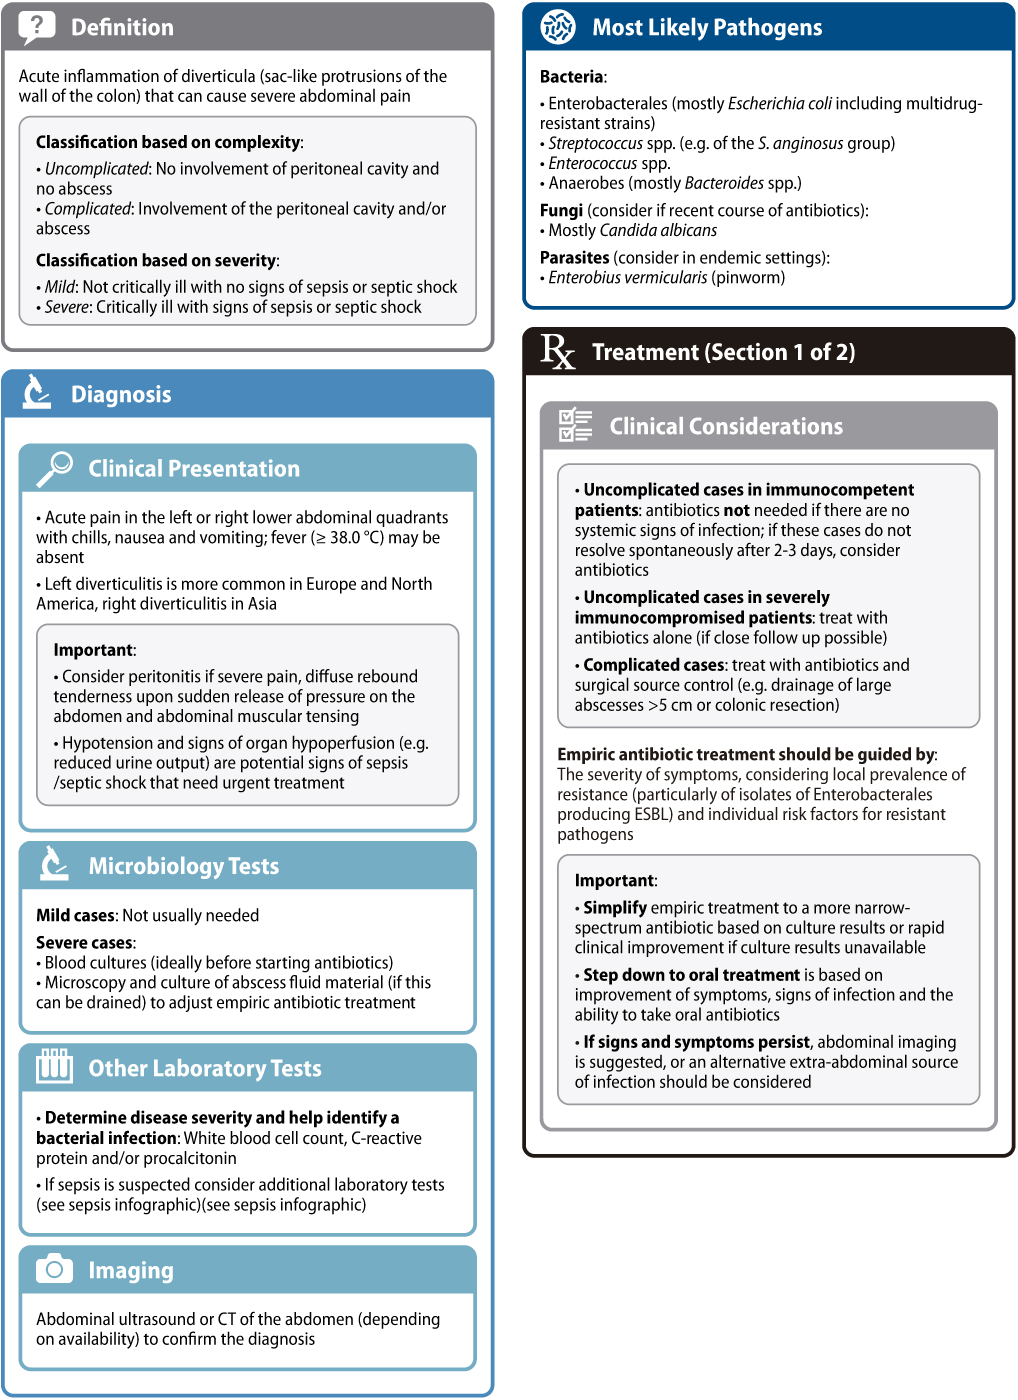 Definition
Acute inflammation of diverticula (sac-like protrusions of the
wall of the colon) that can cause severe abdominal pain
Classification based on complexity:
• Uncomplicated: No involvement of peritoneal cavity and
no abscess
• Complicated: Involvement of the peritoneal cavity and/or
abscess
Classification based on severity:
• Mild: Not critically ill with no signs of sepsis or septic shock
• Severe: Critically ill with signs of sepsis or septic shock
Diagnosis
Clinical Presentation
• Acute pain in the left or right lower abdominal quadrants
with chills, nausea and vomiting; fever (≥ 38.0 °C) may be
absent
• Left diverticulitis is more common in Europe and North
America, right diverticulitis in Asia
Important:
• Consider peritonitis if severe pain, diffuse rebound
tenderness upon sudden release of pressure on the
abdomen and abdominal muscular tensing
• Hypotension and signs of organ hypoperfusion (e.g.
reduced urine output) are potential signs of sepsis
/septic shock that need urgent treatment
Microbiology Tests
Mild cases: Not usually needed
Severe cases:
• Blood cultures (ideally before starting antibiotics)
• Microscopy and culture of abscess fluid material (if this
can be drained) to adjust empiric antibiotic treatment
Other Laboratory Tests
• Determine disease severity and help identify a
bacterial infection: White blood cell count, C-reactive
protein and/or procalcitonin
• If sepsis is suspected consider additional laboratory tests
(see sepsis infographic)(see sepsis infographic)
Imaging
Abdominal ultrasound or CT of the abdomen (depending
on availability) to confirm the diagnosis
Most Likely Pathogens
Bacteria:
• Enterobacterales (mostly Escherichia coli including multidrug-
resistant strains)
• Streptococcus spp. (e.g. of the S. anginosus group)
• Enterococcus spp.
• Anaerobes (mostly Bacteroides spp.)
Fungi (consider if recent course of antibiotics):
• Mostly Candida albicans
Parasites (consider in endemic settings):
• Enterobius vermicularis (pinworm)
Rx Treatment (Section 1 of 2)
Clinical Considerations
• Uncomplicated cases in immunocompetent
patients: antibiotics not needed if there are no
systemic signs of infection; if these cases do not
resolve spontaneously after 2-3 days, consider
antibiotics
• Uncomplicated cases in severely
immunocompromised patients: treat with
antibiotics alone (if close follow up possible)
• Complicated cases: treat with antibiotics and
surgical source control (e.g. drainage of large
abscesses >5 cm or colonic resection)
Empiric antibiotic treatment should be guided by:
The severity of symptoms, considering local prevalence of
resistance (particularly of isolates of Enterobacterales
producing ESBL) and individual risk factors for resistant
pathogens
Important:
• Simplify empiric treatment to a more narrow-
spectrum antibiotic based on culture results or rapid
clinical improvement if culture results unavailable
• Step down to oral treatment is based on
improvement of symptoms, signs of infection and the
ability to take oral antibiotics
• If signs and symptoms persist, abdominal imaging
is suggested, or an alternative extra-abdominal source
of infection should be considered